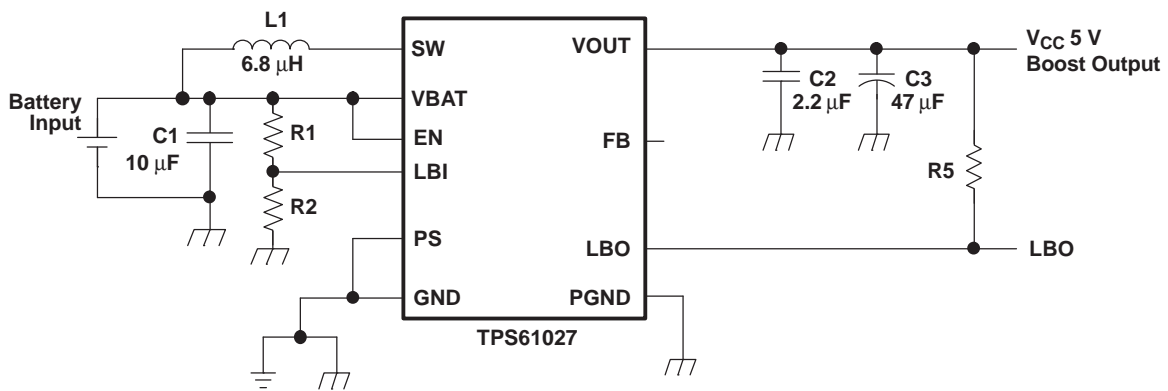 L1
6.8 μH
SW
VOUT
VCC 5 V
Boost Output
Battery
Input
C1
10 μF
R1
R2
VBAT
EN
LBI
PS
GND
C2
2.2 μF
C3
47 μF
FB
R5
LBO
LBO
PGND
TPS61027